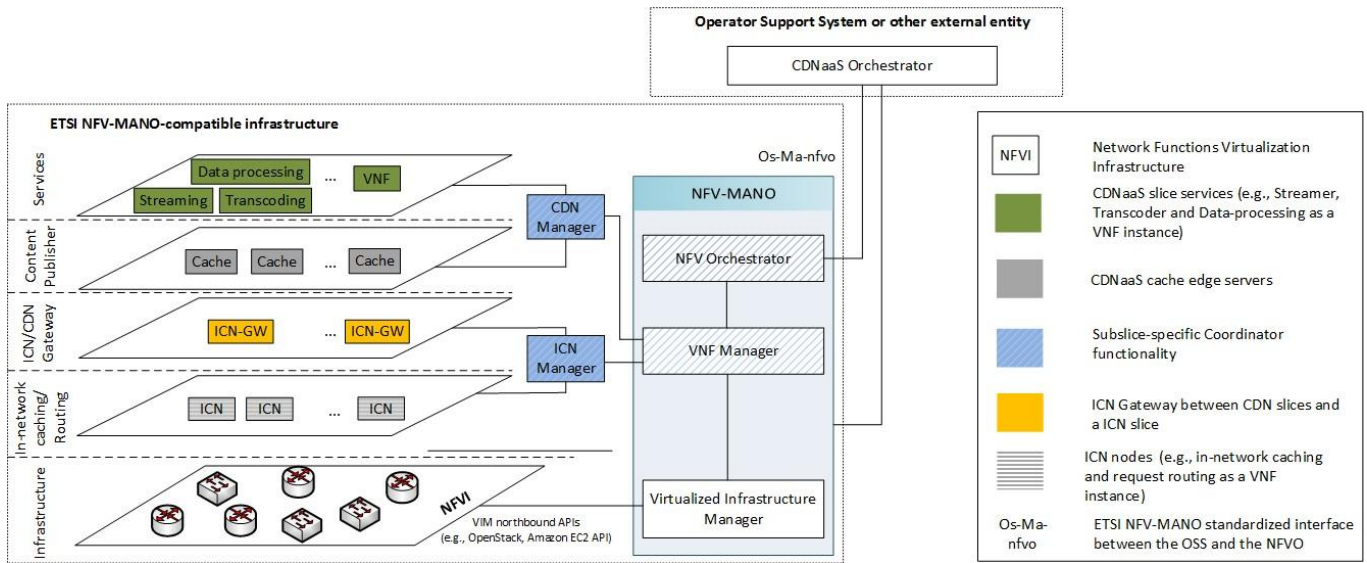 Operator Support System or other external entity
CDNaaS Orchestrator
ETSI NFV-MANO-compatible infrastructure
Os-Ma-nfvo
Services
Data processing
...
VNF
Streaming
Transcoding
CDN
Manager
Content
Publisher
Cache
Cache
...
Cache
ICN/CDN
Gateway
ICN-GW
...
ICN-GW
ICN
Manager
In-network
caching/
Routing
ICN
ICN
...
ICN
Infrastructure
NFVI
VIM northbound APIs
(e.g., OpenStack, Amazon EC2 API)
NFV-MANO
NFV Orchestrator
VNF Manager
Virtualized Infrastructure
Manager
NFVI
Network Functions Virtualization
Infrastructure
CDNaaS slice services (e.g., Streamer,
Transcoder and Data-processing as a
VNF instance)
CDNaaS cache edge servers
Subslice-specific Coordinator
functionality
ICN Gateway between CDN slices and
a ICN slice
ICN nodes (e.g., in-network caching
and request routing as a VNF
instance)
Os-Ma-
nfvo
ETSI NFV-MANO standardized interface
between the OSS and the NFVO